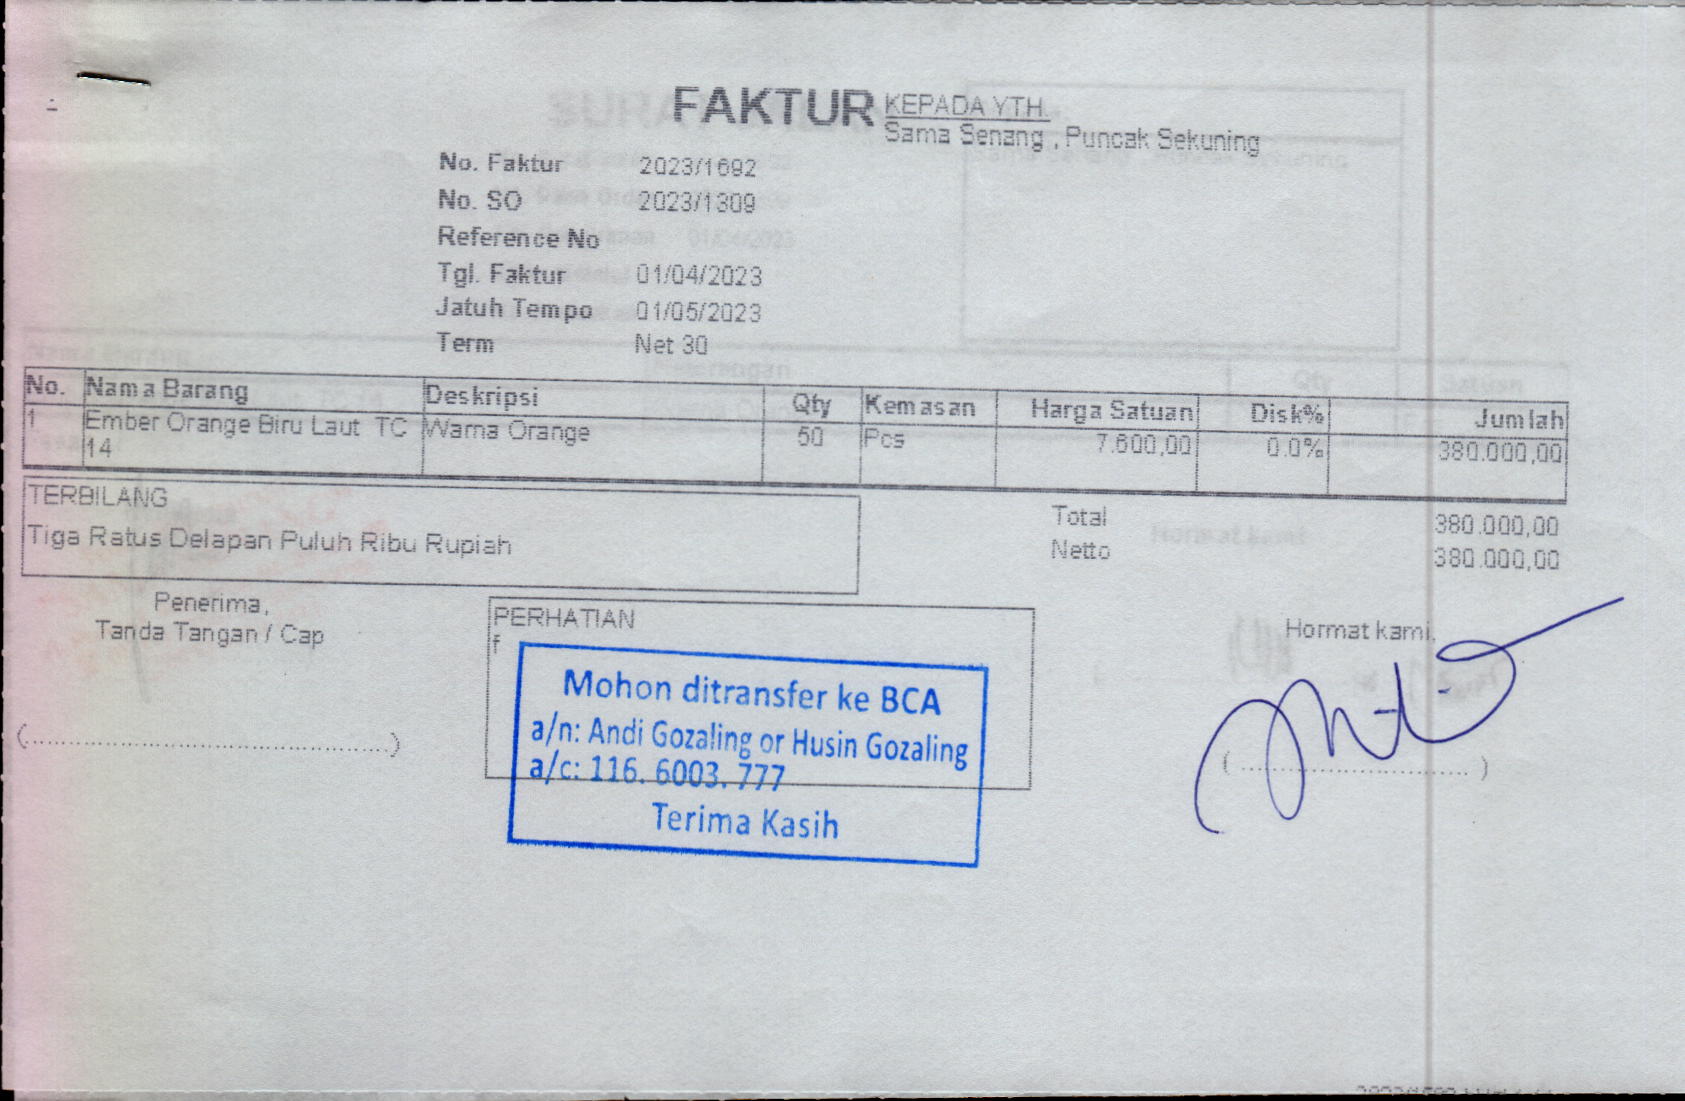 FAKTUR
KEPADA YTH.
Sama Senang , Puncak Sekuning
No. Faktur 2023/1692
No. SO 2023/1309
Reference No
Tgl. Faktur 01/04/2023
Jatuh Tempo 01/05/2023
Term Net 30
No. Nama Barang Deskripsi Qty Kemasan Harga Satuan Disk% Jumlah
1 Ember Orange Biru Laut TC Warna Orange 50 Pcs 7.600,00 0.0% 380.000,00
14
TERBILANG
Tiga Ratus Delapan Puluh Ribu Rupiah
Total 380.000,00
Netto 380.000,00
Penerima,
Tanda Tangan / Cap
(..............................)
PERHATIAN
f
Mohon ditransfer ke BCA
a/n: Andi Gozaling or Husin Gozaling
a/c: 116. 6003. 777
Terima Kasih
Hormat kami,
( .............................. )